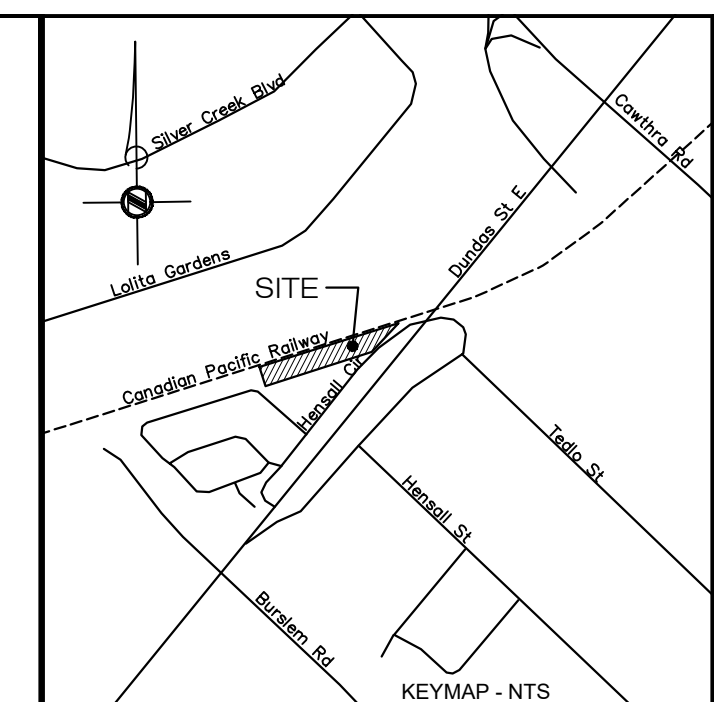 Silver Creek Blvd
Cawthra Rd
Dundas St E
Lolita Gardens
SITE
Canadian Pacific Railway
Hensall Cir
Tedlo St
Hensall St
Burslem Rd
KEYMAP - NTS